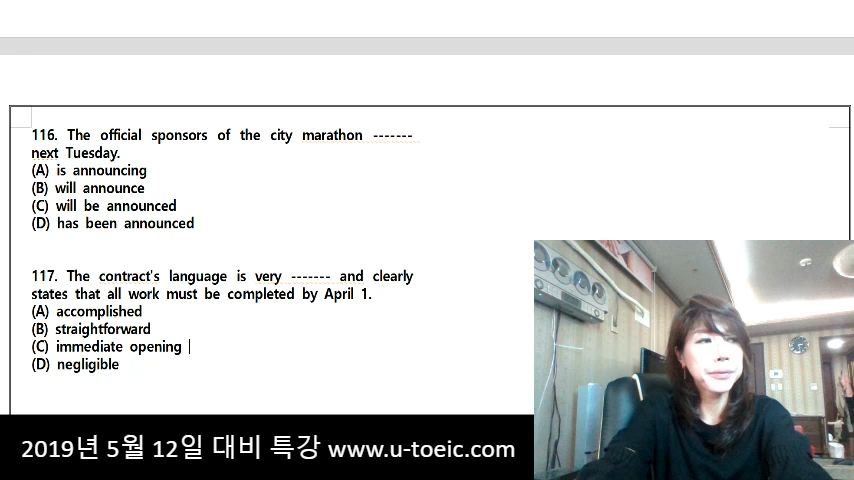 116. The official sponsors of the city marathon -------
next Tuesday.
(A) is announcing
(B) will announce
(C) will be announced
(D) has been announced
117. The contract's language is very ------- and clearly
states that all work must be completed by April 1.
(A) accomplished
(B) straightforward
(C) immediate opening
(D) negligible
2019년 5월 12일 대비 특강 www.u-toeic.com